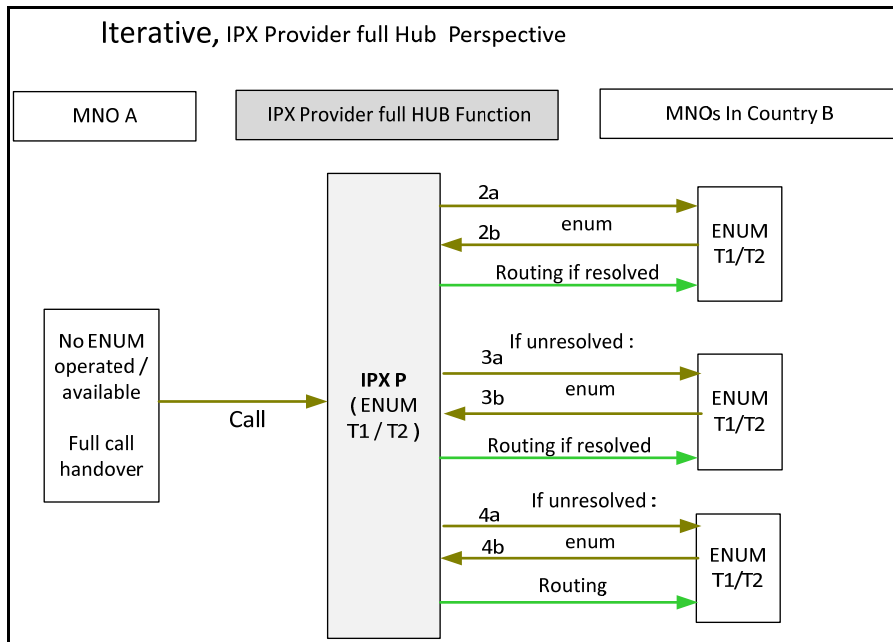 Iterative, IPX Provider full Hub Perspective
MNO A
IPX Provider full HUB Function
MNOs In Country B
2a
enum
2b
Routing if resolved
ENUM
T1/T2
No ENUM
operated /
available
Full call
handover
Call
IPX P
( ENUM
T1 / T2 )
If unresolved :
3a
enum
3b
Routing if resolved
ENUM
T1/T2
If unresolved :
4a
enum
4b
Routing
ENUM
T1/T2